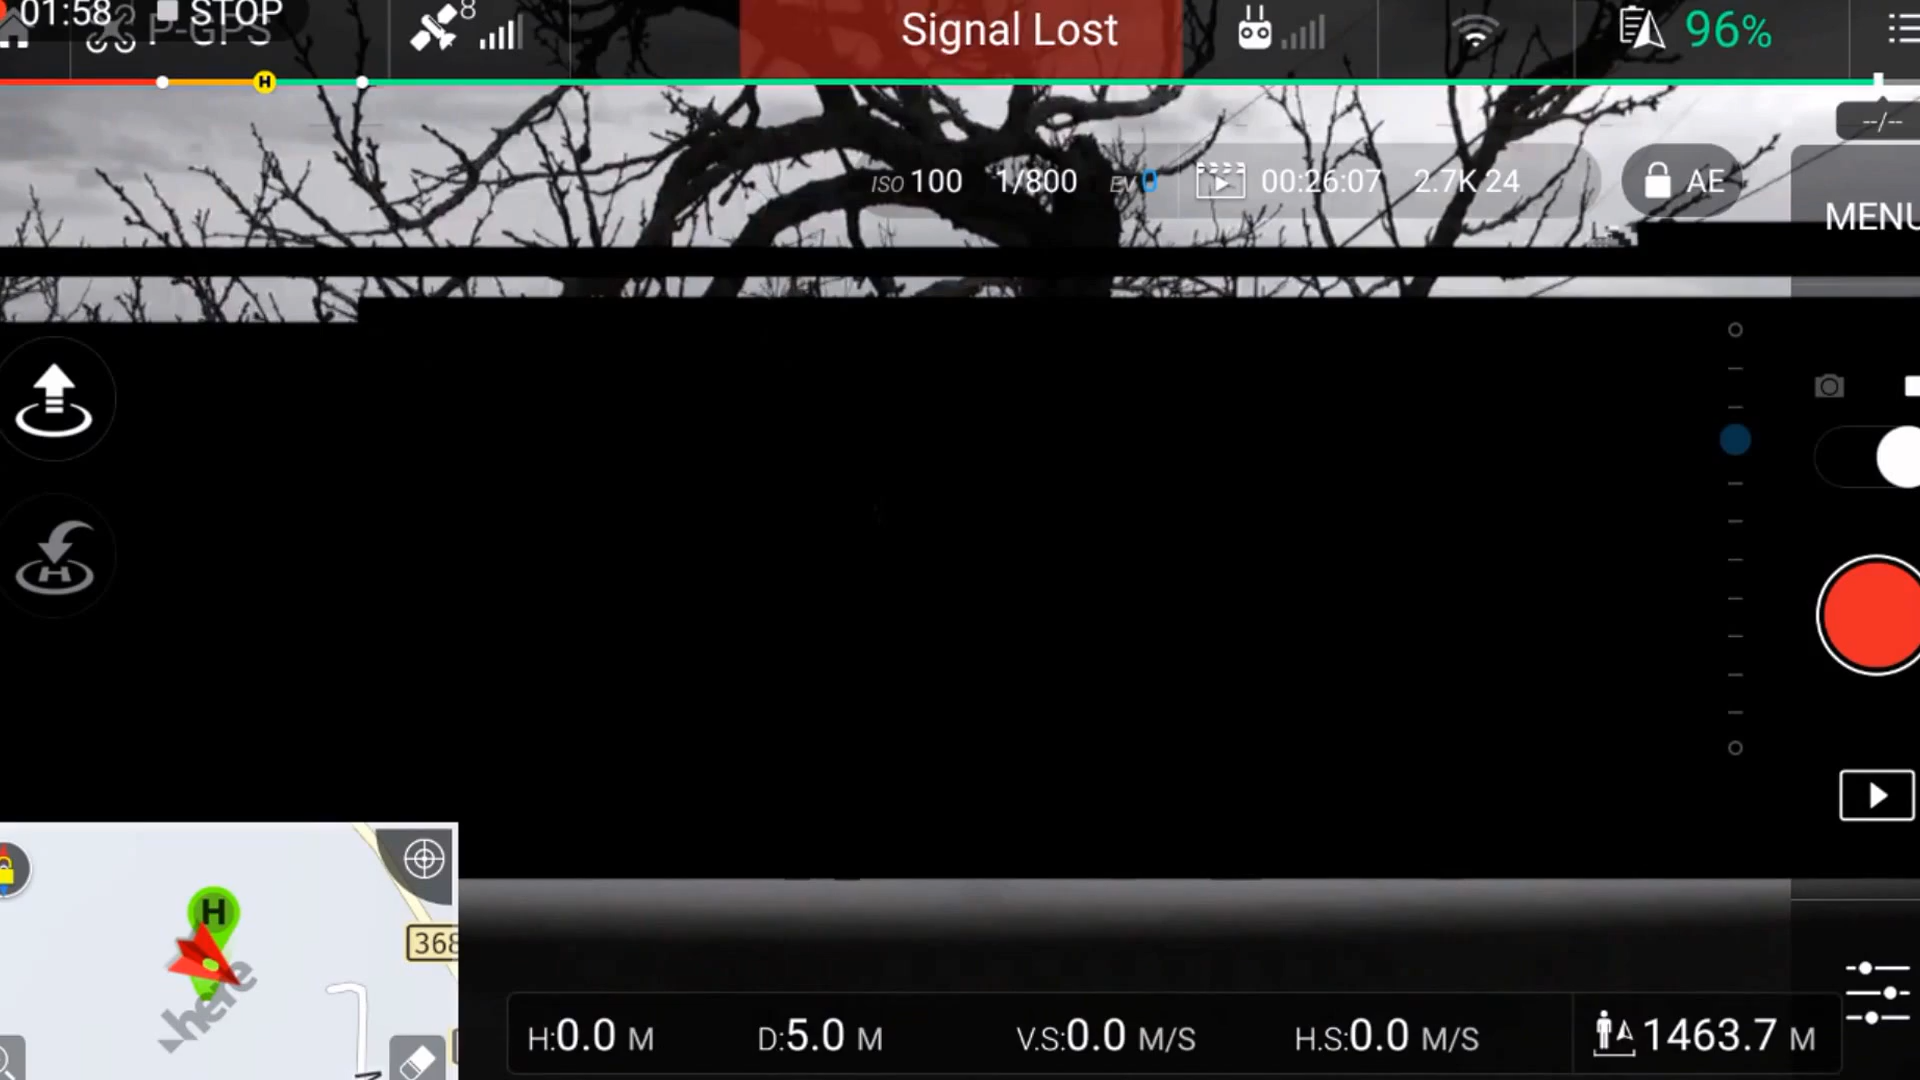 01:58 STOP
P-GPS
8
Signal Lost
96%
H
--/--
ISO 100 1/800 EV 0 00:26:07 2.7K 24 AE
MENU
H
H
368
here
N
H:0.0 M D:5.0 M V.S:0.0 M/S H.S:0.0 M/S 1463.7 M